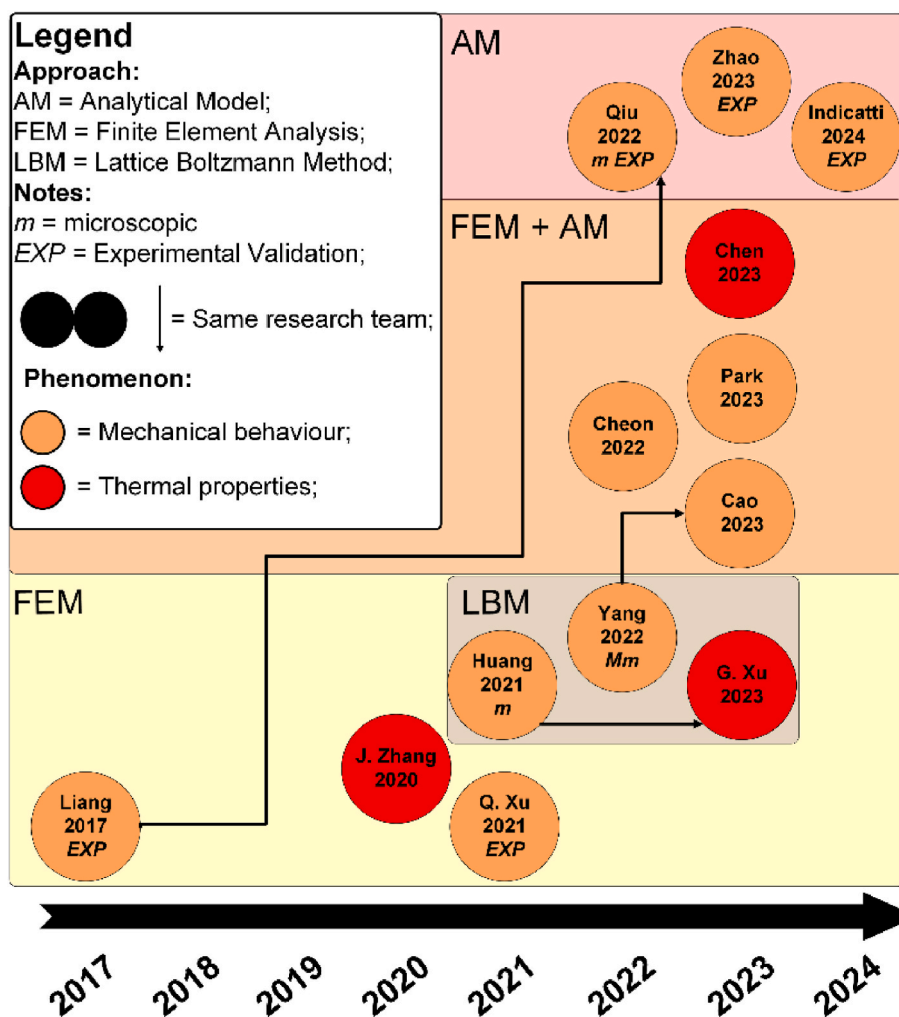 Legend
Approach:
AM = Analytical Model;
FEM = Finite Element Analysis;
LBM = Lattice Boltzmann Method;
Notes:
m = microscopic
EXP = Experimental Validation;
= Same research team;
Phenomenon:
= Mechanical behaviour;
= Thermal properties;
AM
Qiu
2022
m EXP
Zhao
2023
EXP
Indicatti
2024
EXP
FEM + AM
Chen
2023
Park
2023
Cheon
2022
Cao
2023
FEM
LBM
Yang
2022
Mm
Huang
2021
m
G. Xu
2023
J. Zhang
2020
Liang
2017
EXP
Q. Xu
2021
EXP
2017
2018
2019
2020
2021
2022
2023
2024